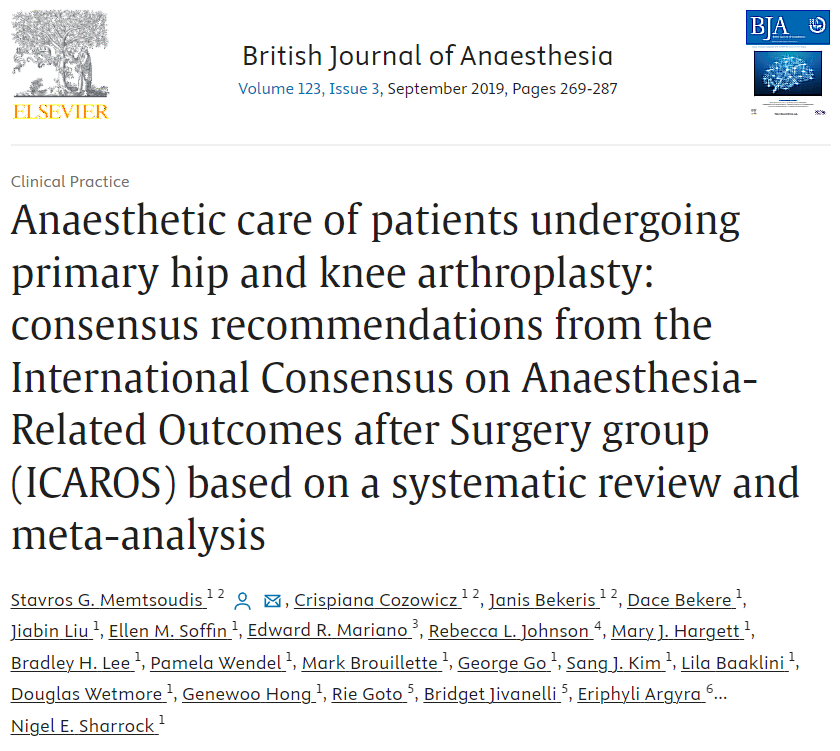 ELSEVIER
British Journal of Anaesthesia
Volume 123, Issue 3, September 2019, Pages 269-287
BJA
Clinical Practice
Anaesthetic care of patients undergoing
primary hip and knee arthroplasty:
consensus recommendations from the
International Consensus on Anaesthesia-
Related Outcomes after Surgery group
(ICAROS) based on a systematic review and
meta-analysis
Stavros G. Memtsoudis 1 2, Crispiana Cozowicz 1 2, Janis Bekeris 1 2, Dace Bekere 1,
Jiabin Liu 1, Ellen M. Soffin 1, Edward R. Mariano 3, Rebecca L. Johnson 4, Mary J. Hargett 1,
Bradley H. Lee 1, Pamela Wendel 1, Mark Brouillette 1, George Go 1, Sang J. Kim 1, Lila Baaklini 1,
Douglas Wetmore 1, Genewoo Hong 1, Rie Goto 5, Bridget Jivanelli 5, Eriphyli Argyra 6...
Nigel E. Sharrock 1